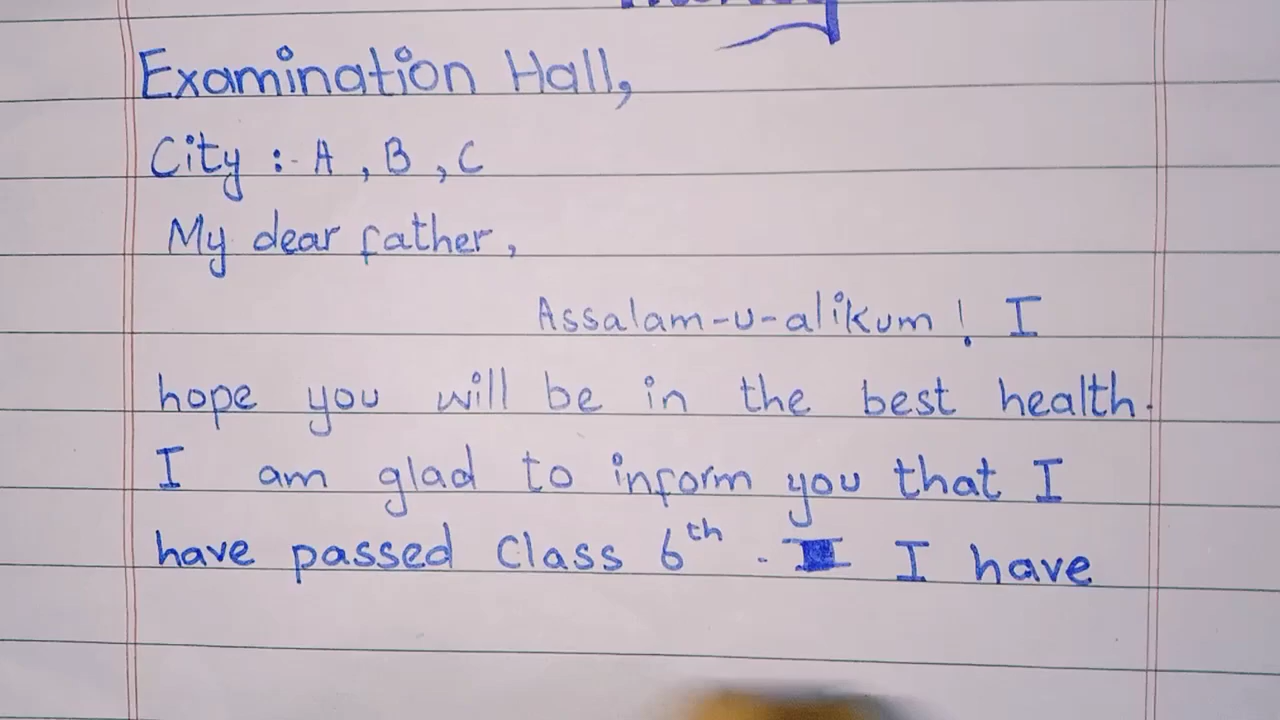 Examination Hall,
City :- A , B , C
My dear father,
Assalam-u-alikum ! I
hope you will be in the best health.
I am glad to inform you that I
have passed Class 6th . I have